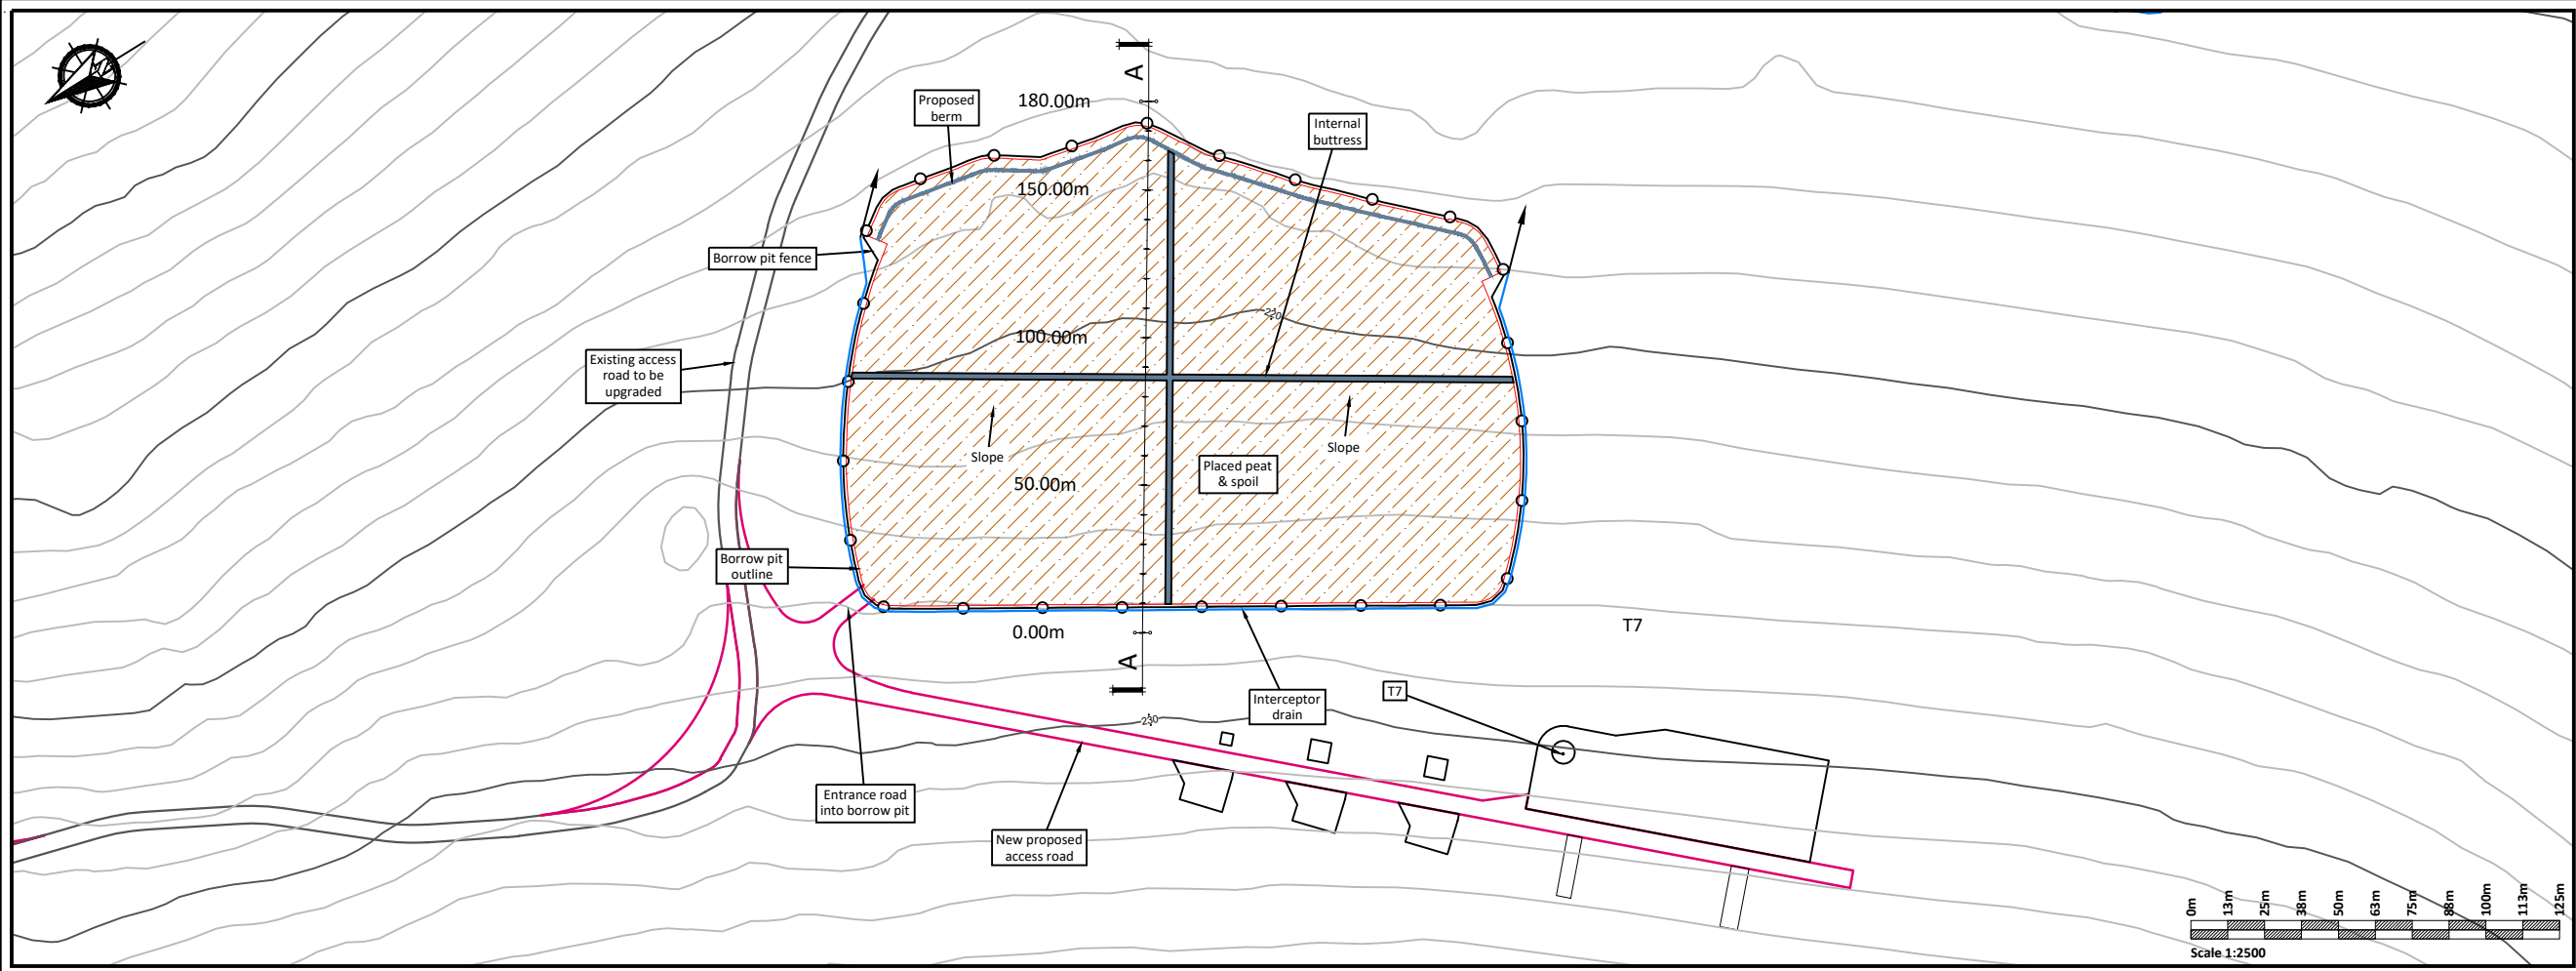 A
180.00m
Proposed
berm
Internal
buttress
150.00m
Borrow pit fence
220
100.00m
Existing access
road to be
upgraded
Slope
Slope
Placed peat
& spoil
50.00m
Borrow pit
outline
0.00m
T7
A
T7
Interceptor
drain
230
Entrance road
into borrow pit
New proposed
access road
0m
13m
25m
38m
50m
63m
75m
88m
100m
113m
125m
Scale 1:2500